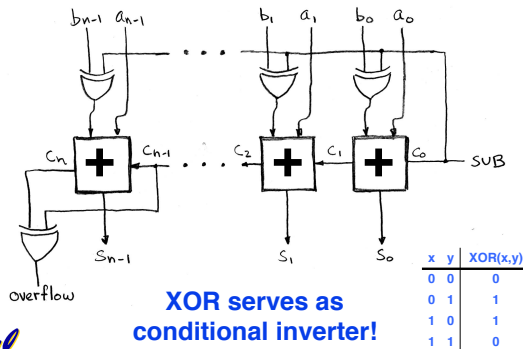 bn-1 an-1 b1 a1 b0 a0
+ + +
cn cn-1 c2 c1 c0 SUB
sn-1 s1 s0
overflow
XOR serves as
conditional inverter!
x y XOR(x,y)
0 0 0
0 1 1
1 0 1
1 1 0